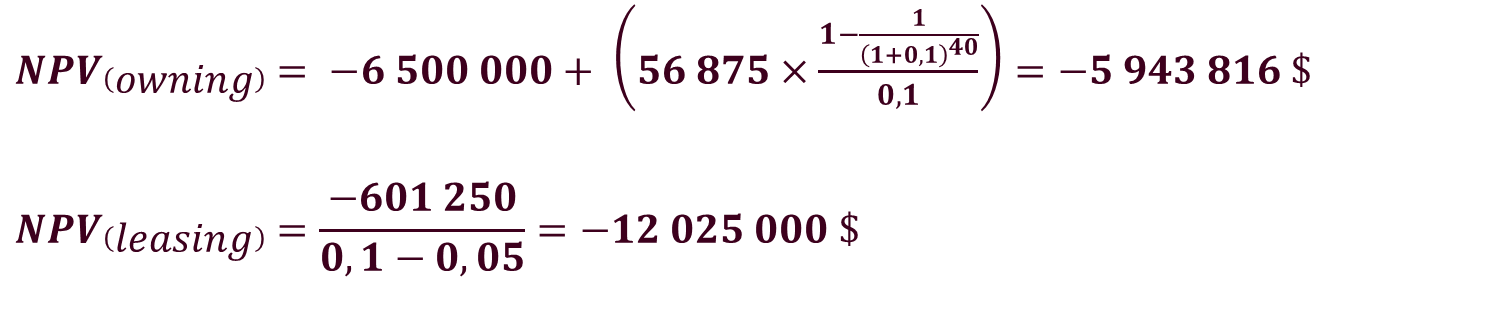 NPV(owning) = −6 500 000 + (56 875 × (1−1/(1+0,1)^40)/0,1) = −5 943 816 $
NPV(leasing) = −601 250/(0,1 − 0,05) = −12 025 000 $